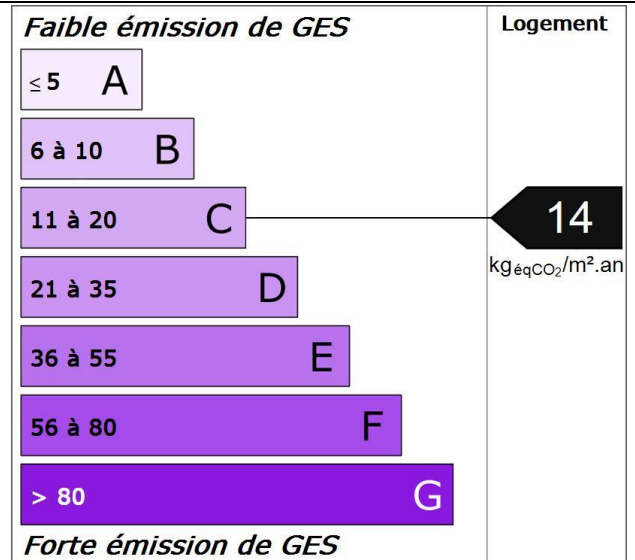 Faible émission de GES
Logement
≤ 5 A
6 à 10 B
11 à 20 C
14
kgéqCO₂/m².an
21 à 35 D
36 à 55 E
56 à 80 F
> 80 G
Forte émission de GES